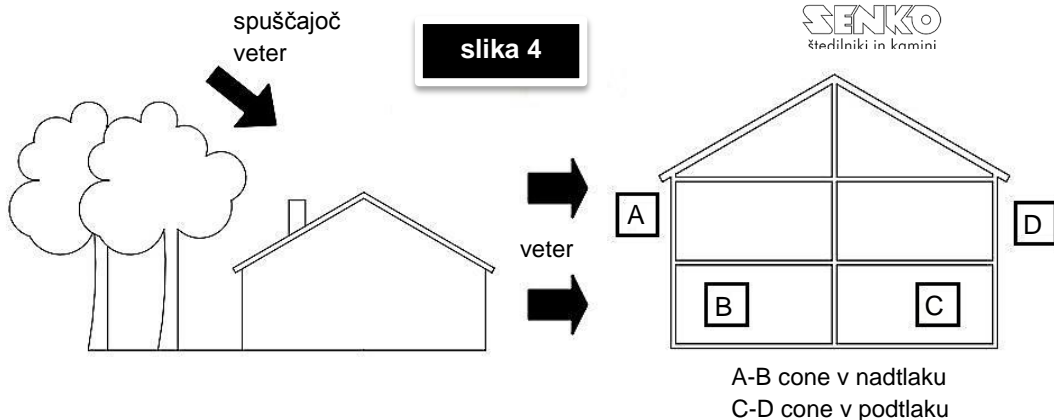 spuščajoč
veter
slika 4
SENKO
štedilniki in kamini
A
D
veter
B
C
A-B cone v nadtlaku
C-D cone v podtlaku